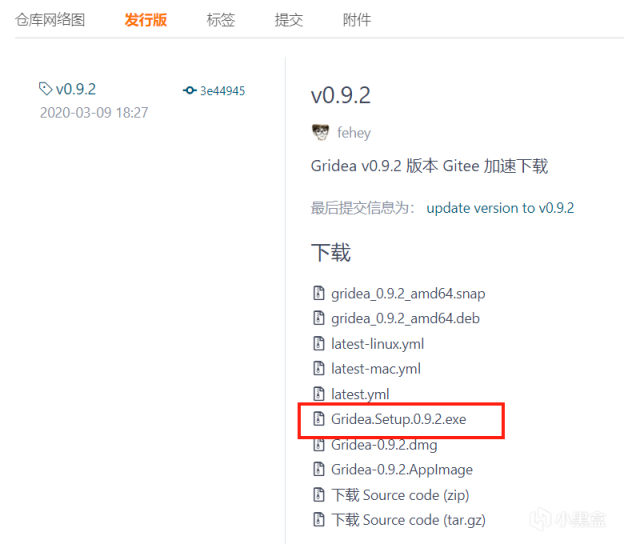 仓库网络图 发行版 标签 提交 附件
v0.9.2 3e44945
2020-03-09 18:27
v0.9.2
fehey
Gridea v0.9.2 版本 Gitee 加速下载
最后提交信息为： update version to v0.9.2
下载
gridea_0.9.2_amd64.snap
gridea_0.9.2_amd64.deb
latest-linux.yml
latest-mac.yml
latest.yml
Gridea.Setup.0.9.2.exe
Gridea-0.9.2.dmg
Gridea-0.9.2.AppImage
下载 Source code (zip)
下载 Source code (tar.gz)
小黑盒